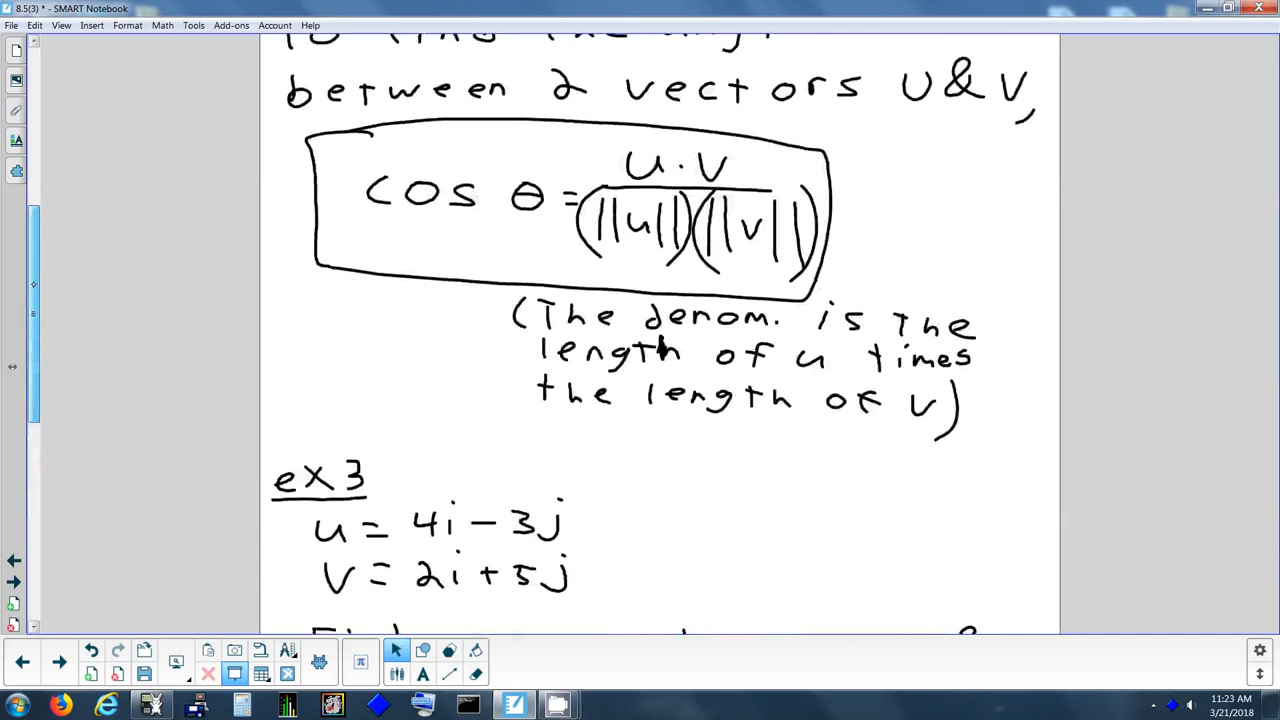 8.5(3) * - SMART Notebook
File Edit View Insert Format Math Tools Add-ons Account Help
between 2 vectors u & v,
cos θ = u · v / (||u||)(||v||)
(The denom. is the
length of u times
the length of v)
ex 3
u = 4i - 3j
v = 2i + 5j
11:23 AM
3/21/2018